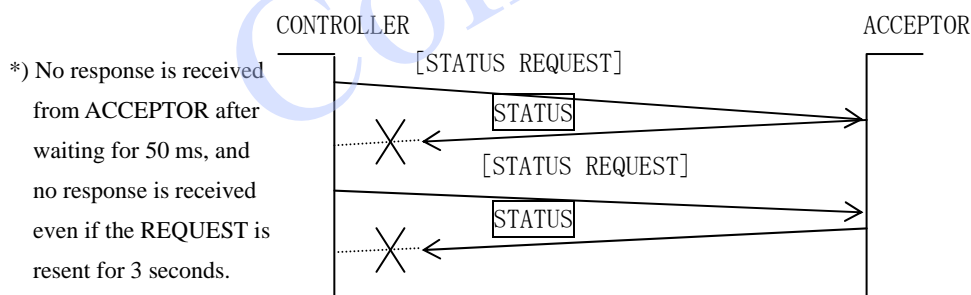 CONTROLLER
ACCEPTOR
*) No response is received
from ACCEPTOR after
waiting for 50 ms, and
no response is received
even if the REQUEST is
resent for 3 seconds.
[STATUS REQUEST]
STATUS
[STATUS REQUEST]
STATUS